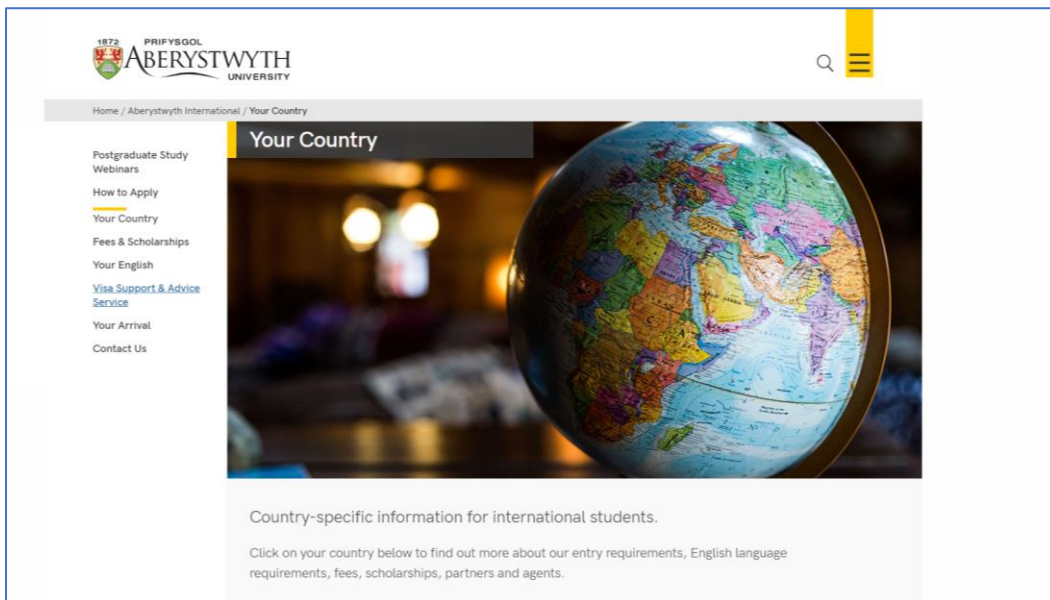 1872 PRIFYSGOL
ABERYSTWYTH
UNIVERSITY
Home / Aberystwyth International / Your Country
Postgraduate Study
Webinars
How to Apply
Your Country
Fees & Scholarships
Your English
Visa Support & Advice
Service
Your Arrival
Contact Us
Your Country
Country-specific information for international students.
Click on your country below to find out more about our entry requirements, English language
requirements, fees, scholarships, partners and agents.